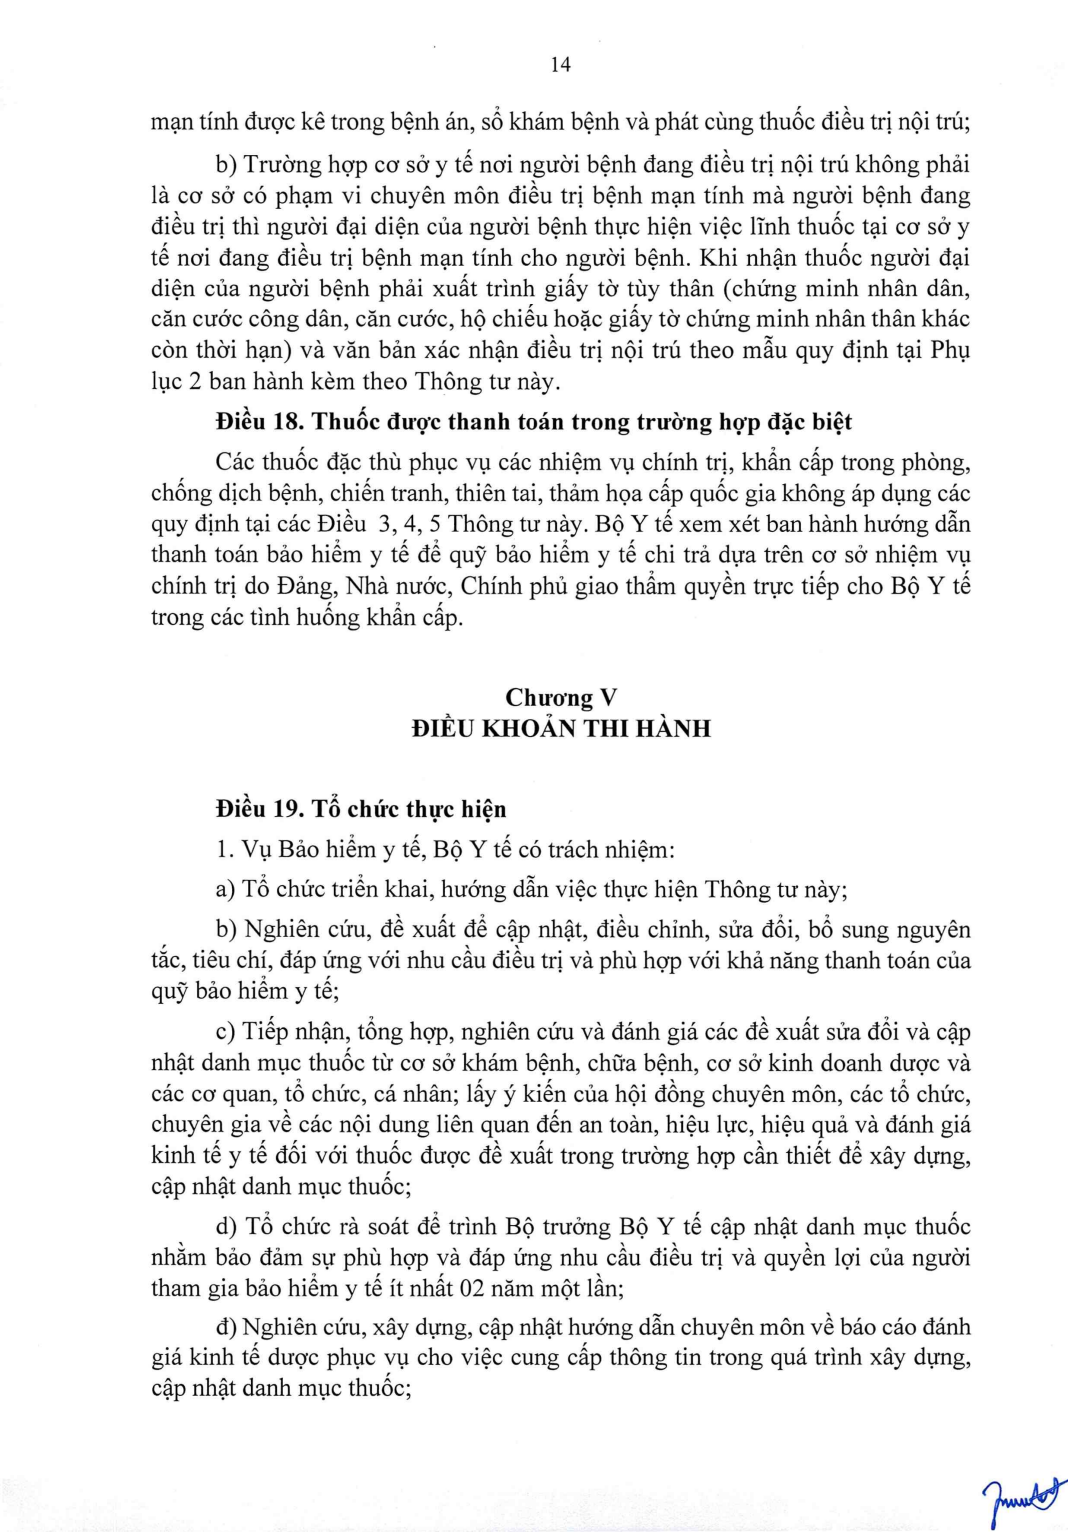 14
mạn tính được kê trong bệnh án, sổ khám bệnh và phát cùng thuốc điều trị nội trú;
b) Trường hợp cơ sở y tế nơi người bệnh đang điều trị nội trú không phải
là cơ sở có phạm vi chuyên môn điều trị bệnh mạn tính mà người bệnh đang
điều trị thì người đại diện của người bệnh thực hiện việc lĩnh thuốc tại cơ sở y
tế nơi đang điều trị bệnh mạn tính cho người bệnh. Khi nhận thuốc người đại
diện của người bệnh phải xuất trình giấy tờ tùy thân (chứng minh nhân dân,
căn cước công dân, căn cước, hộ chiếu hoặc giấy tờ chứng minh nhân thân khác
còn thời hạn) và văn bản xác nhận điều trị nội trú theo mẫu quy định tại Phụ
lục 2 ban hành kèm theo Thông tư này.
Điều 18. Thuốc được thanh toán trong trường hợp đặc biệt
Các thuốc đặc thù phục vụ các nhiệm vụ chính trị, khẩn cấp trong phòng,
chống dịch bệnh, chiến tranh, thiên tai, thảm họa cấp quốc gia không áp dụng các
quy định tại các Điều 3, 4, 5 Thông tư này. Bộ Y tế xem xét ban hành hướng dẫn
thanh toán bảo hiểm y tế để quỹ bảo hiểm y tế chi trả dựa trên cơ sở nhiệm vụ
chính trị do Đảng, Nhà nước, Chính phủ giao thẩm quyền trực tiếp cho Bộ Y tế
trong các tình huống khẩn cấp.
Chương V
ĐIỀU KHOẢN THI HÀNH
Điều 19. Tổ chức thực hiện
1. Vụ Bảo hiểm y tế, Bộ Y tế có trách nhiệm:
a) Tổ chức triển khai, hướng dẫn việc thực hiện Thông tư này;
b) Nghiên cứu, đề xuất để cập nhật, điều chỉnh, sửa đổi, bổ sung nguyên
tắc, tiêu chí, đáp ứng với nhu cầu điều trị và phù hợp với khả năng thanh toán của
quỹ bảo hiểm y tế;
c) Tiếp nhận, tổng hợp, nghiên cứu và đánh giá các đề xuất sửa đổi và cập
nhật danh mục thuốc từ cơ sở khám bệnh, chữa bệnh, cơ sở kinh doanh dược và
các cơ quan, tổ chức, cá nhân; lấy ý kiến của hội đồng chuyên môn, các tổ chức,
chuyên gia về các nội dung liên quan đến an toàn, hiệu lực, hiệu quả và đánh giá
kinh tế y tế đối với thuốc được đề xuất trong trường hợp cần thiết để xây dựng,
cập nhật danh mục thuốc;
d) Tổ chức rà soát để trình Bộ trưởng Bộ Y tế cập nhật danh mục thuốc
nhằm bảo đảm sự phù hợp và đáp ứng nhu cầu điều trị và quyền lợi của người
tham gia bảo hiểm y tế ít nhất 02 năm một lần;
đ) Nghiên cứu, xây dựng, cập nhật hướng dẫn chuyên môn về báo cáo đánh
giá kinh tế dược phục vụ cho việc cung cấp thông tin trong quá trình xây dựng,
cập nhật danh mục thuốc;